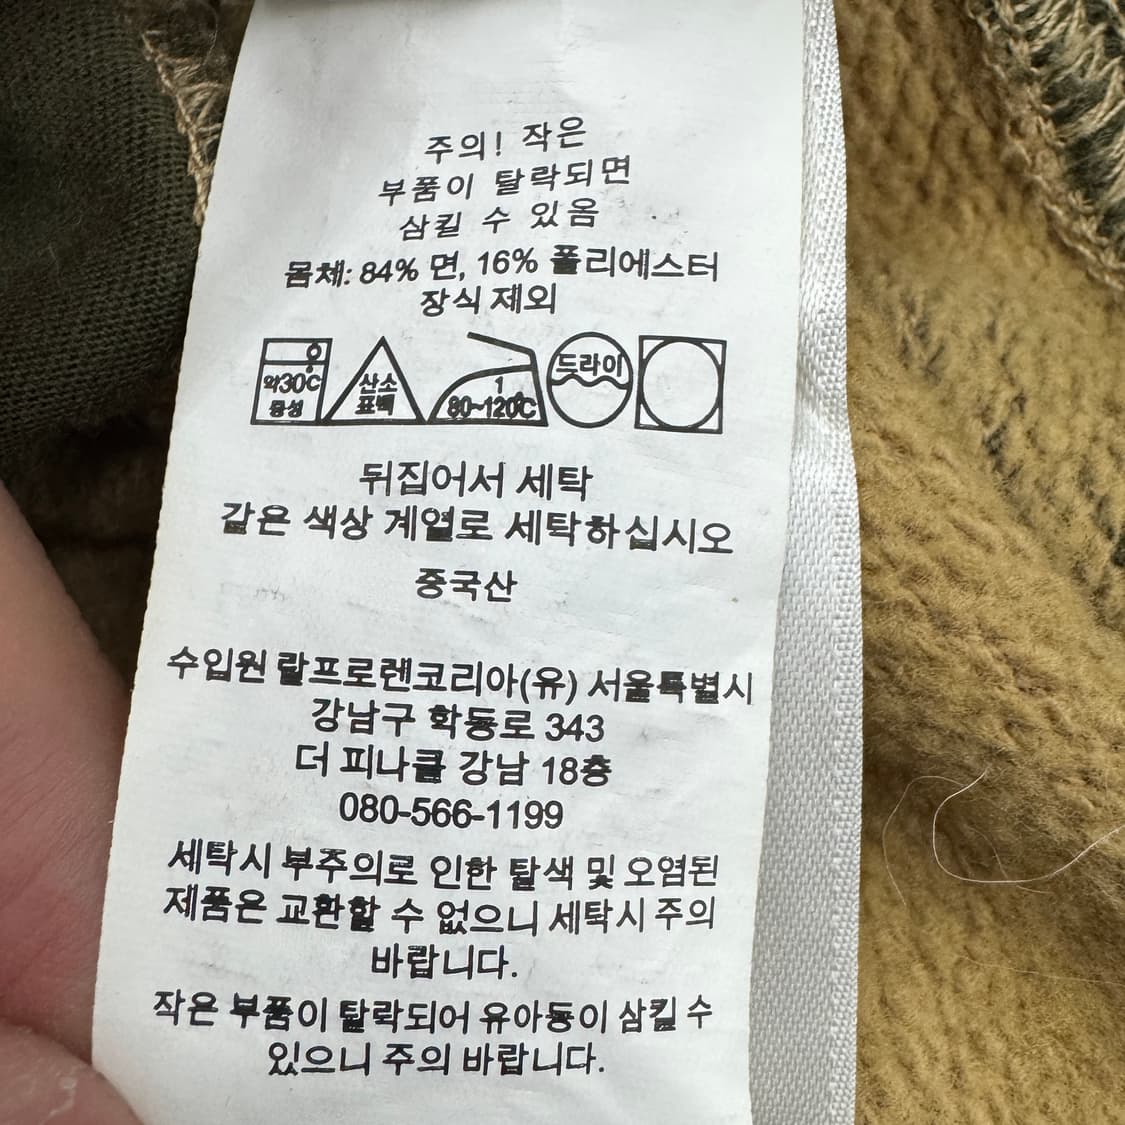 주의! 작은
부품이 탈락되면
삼킬 수 있음
몸체: 84% 면, 16% 폴리에스터
장식 제외
약30℃
중성
산소
표백
1
80~120℃
드라이
뒤집어서 세탁
같은 색상 계열로 세탁하십시오
중국산
수입원 랄프로렌코리아(유) 서울특별시
강남구 학동로 343
더 피나클 강남 18층
080-566-1199
세탁시 부주의로 인한 탈색 및 오염된
제품은 교환할 수 없으니 세탁시 주의
바랍니다.
작은 부품이 탈락되어 유아동이 삼킬 수
있으니 주의 바랍니다.